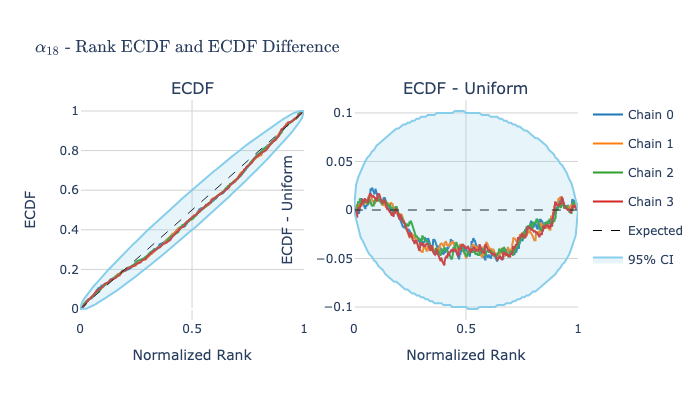 α18 - Rank ECDF and ECDF Difference
ECDF
ECDF - Uniform
ECDF
1
0.8
0.6
0.4
0.2
0
0
0.5
1
Normalized Rank
ECDF - Uniform
0.1
0.05
0
−0.05
−0.1
0
0.5
1
Normalized Rank
Chain 0
Chain 1
Chain 2
Chain 3
Expected
95% CI